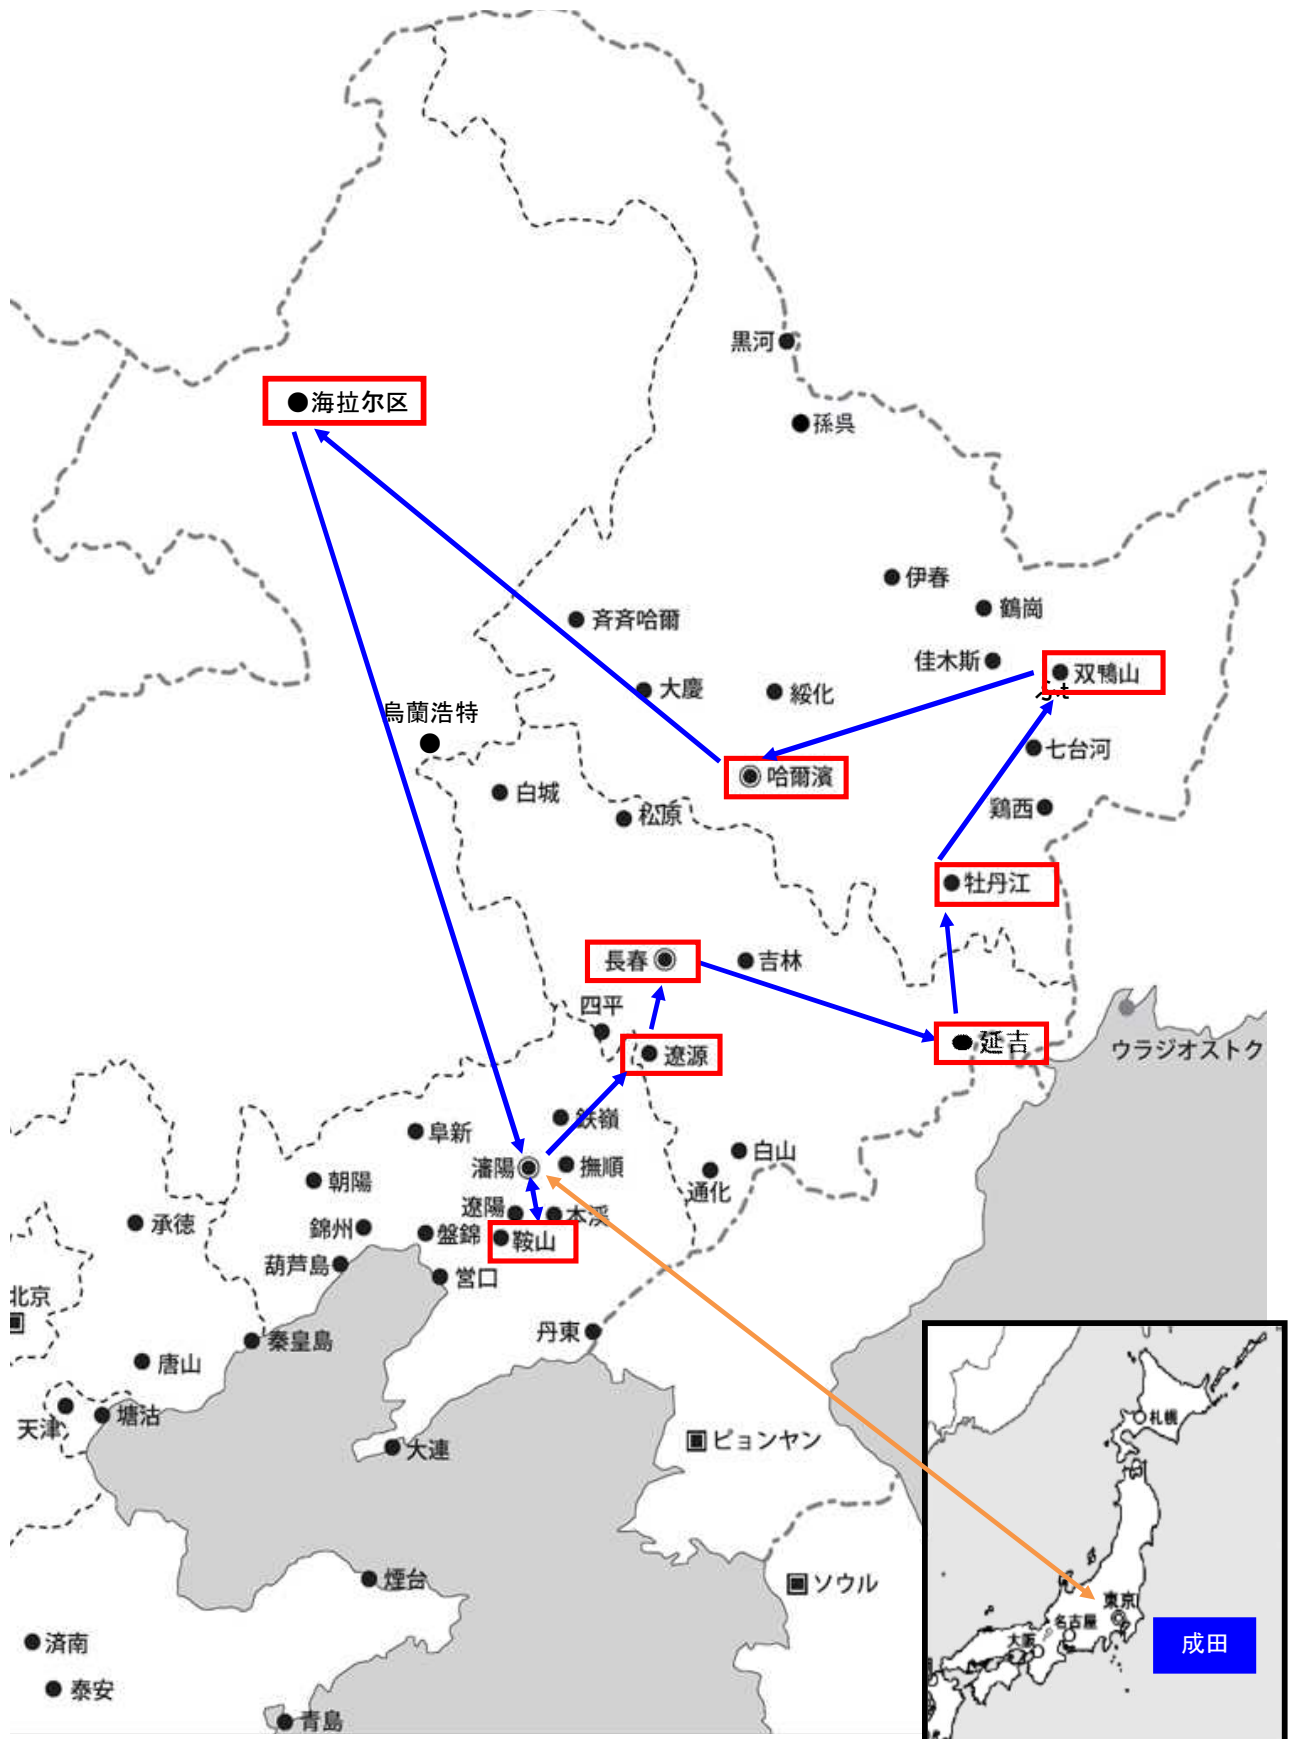 黒河
海拉尔区
孫呉
伊春
鶴崗
斉斉哈爾
佳木斯
双鴨山
大慶
綏化
烏蘭浩特
七台河
哈爾濱
白城
鶏西
松原
牡丹江
長春
吉林
四平
延吉
遼源
ウラジオストク
鉄嶺
阜新
白山
瀋陽
撫順
朝陽
通化
遼陽
本渓
承徳
錦州
盤錦
鞍山
葫芦島
営口
北京
丹東
秦皇島
唐山
塘沽
天津
札幌
ピョンヤン
大連
煙台
ソウル
東京
名古屋
大阪
成田
済南
泰安
青島